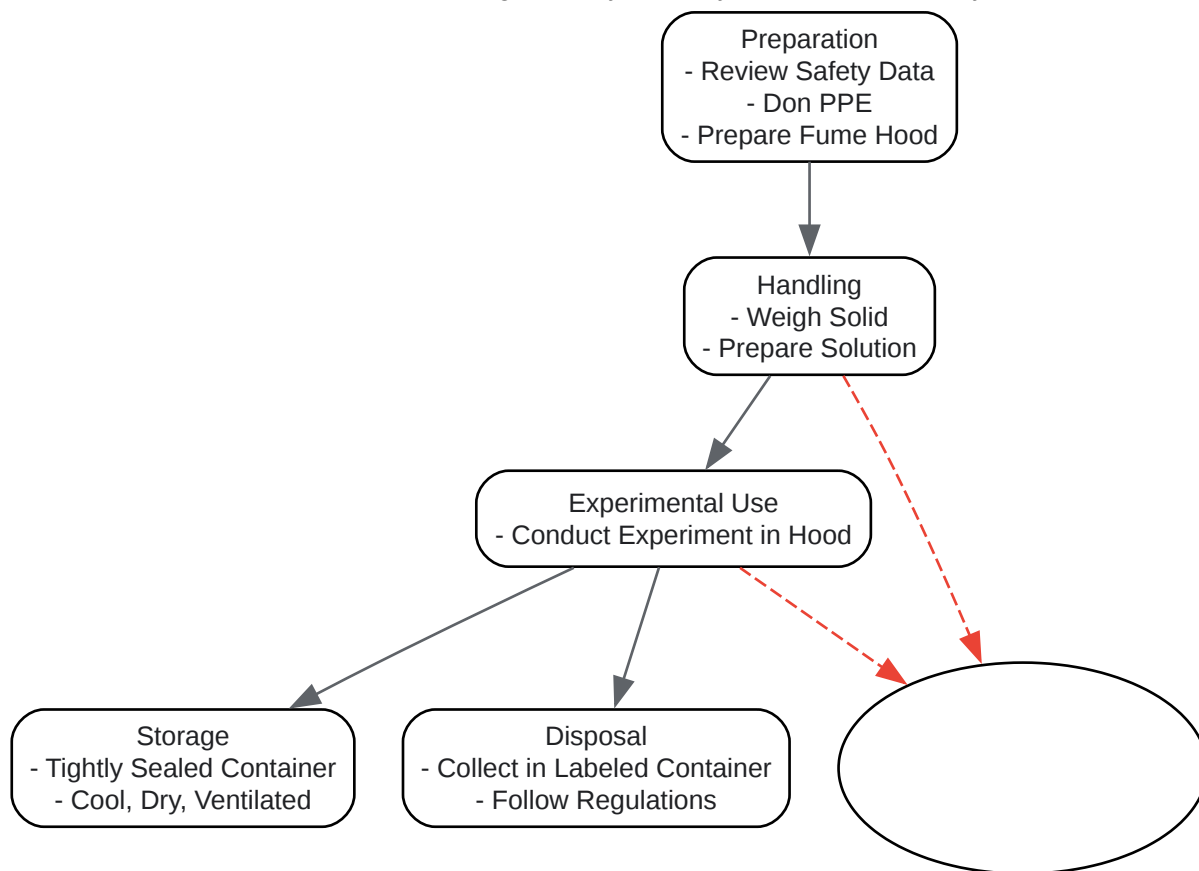 Preparation
- Review Safety Data
- Don PPE
- Prepare Fume Hood
Handling
- Weigh Solid
- Prepare Solution
Experimental Use
- Conduct Experiment in Hood
Storage
- Tightly Sealed Container
- Cool, Dry, Ventilated
Disposal
- Collect in Labeled Container
- Follow Regulations